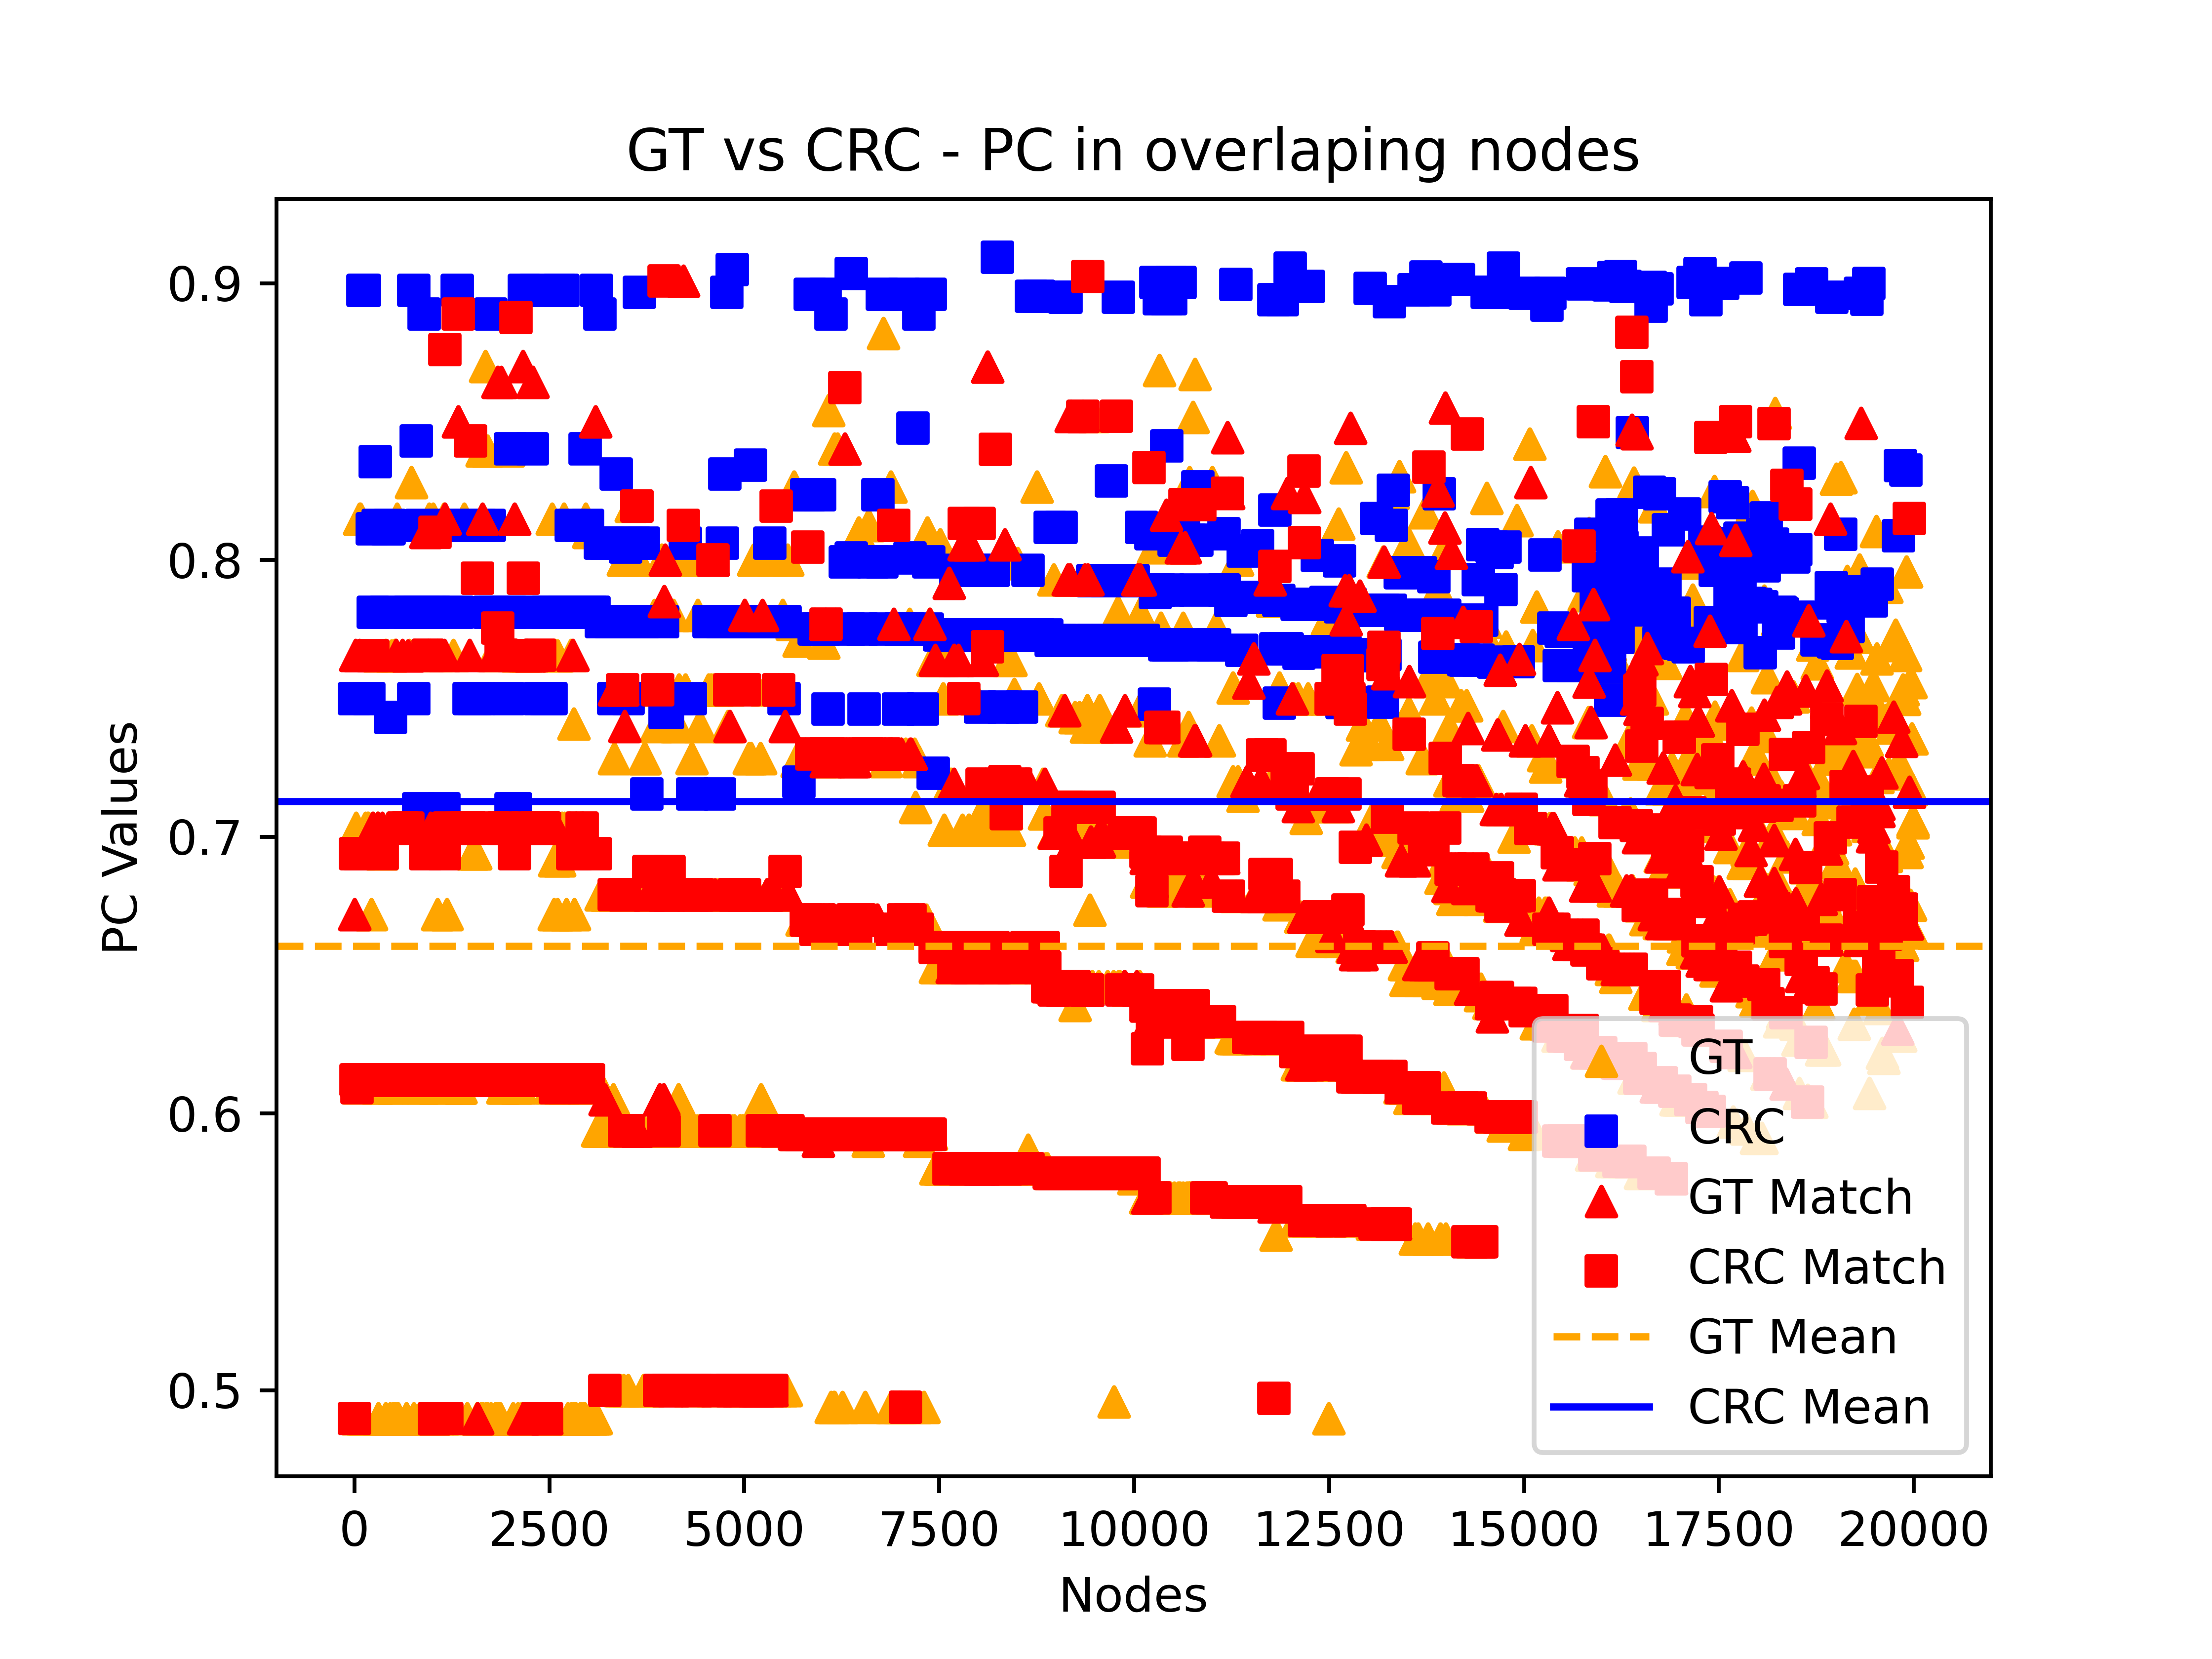 GT vs CRC - PC in overlaping nodes
PC Values
0.9
0.8
0.7
0.6
0.5
0 2500 5000 7500 10000 12500 15000 17500 20000
Nodes
GT
CRC
GT Match
CRC Match
GT Mean
CRC Mean